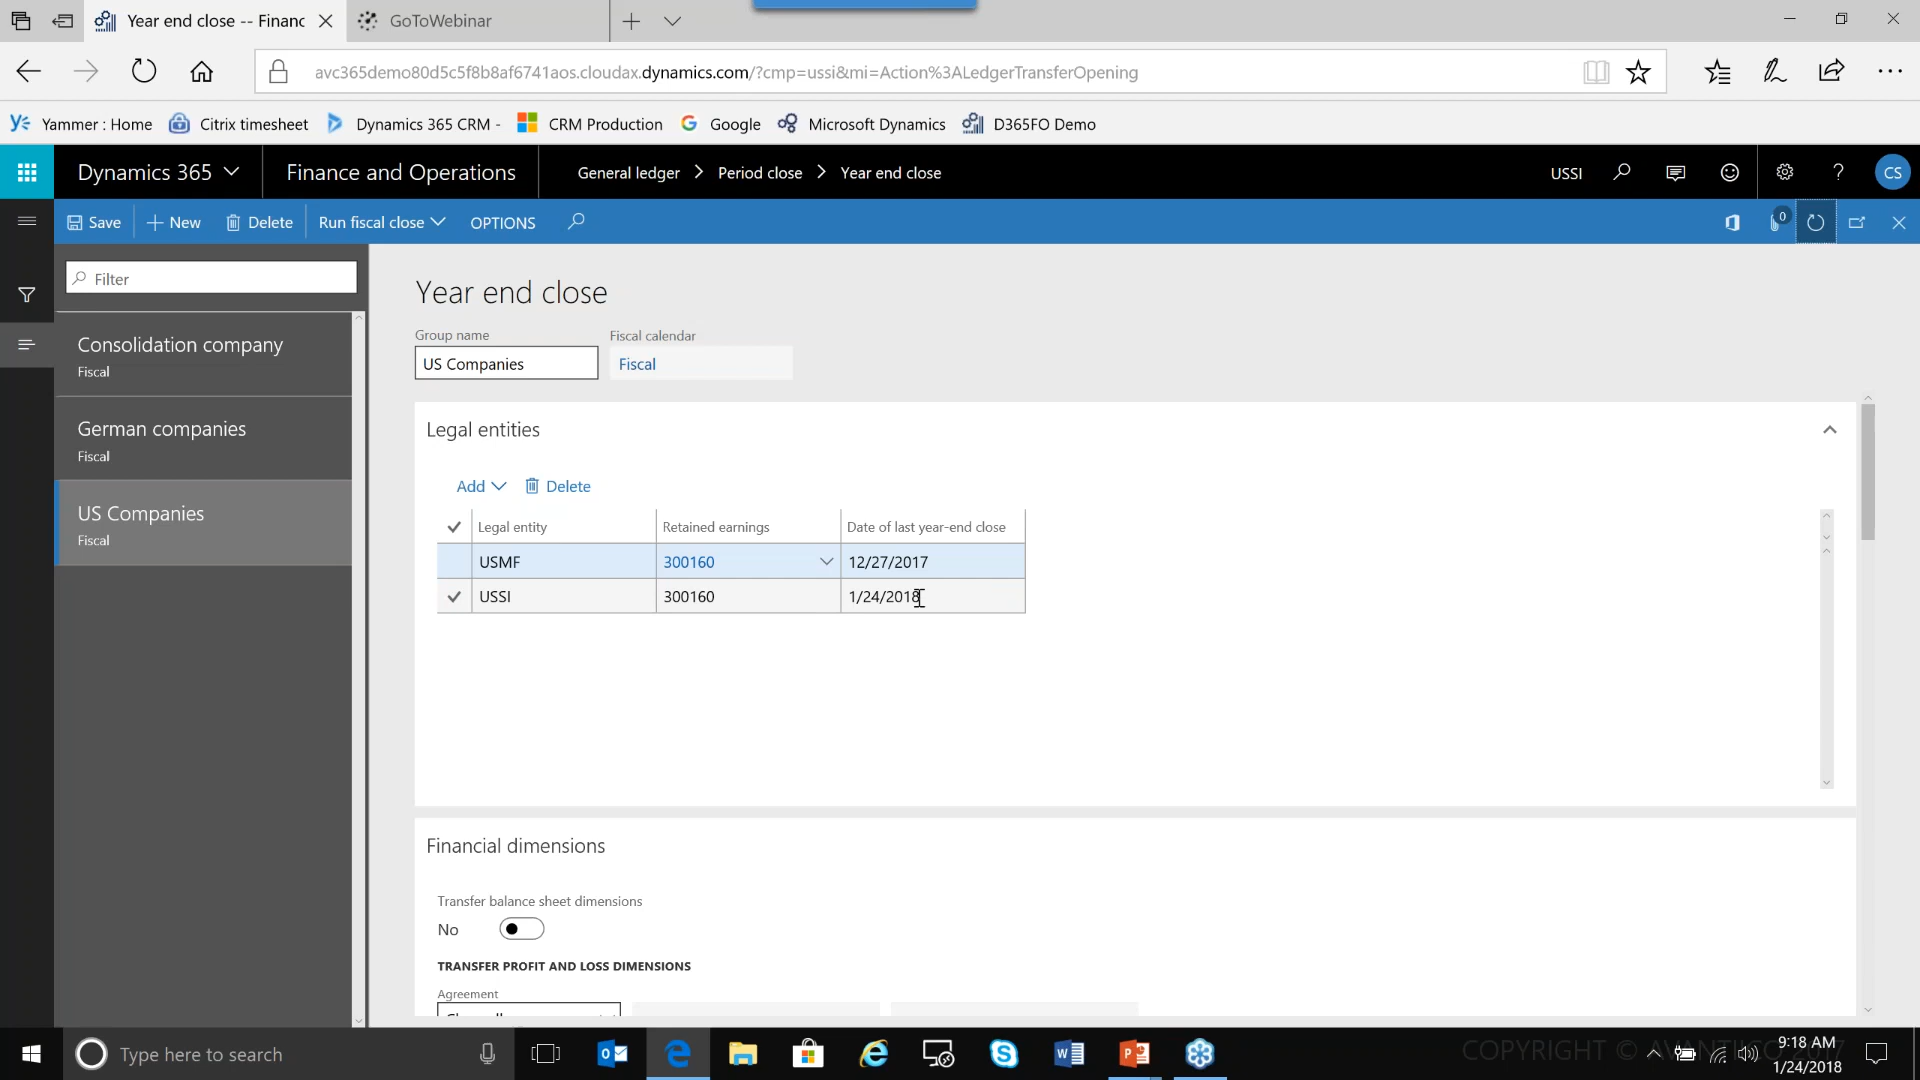 Year end close -- Financ
GoToWebinar
avc365demo80d5c5f8b8af6741aos.cloudax.dynamics.com/?cmp=ussi&mi=Action%3ALedgerTransferOpening
Yammer : Home
Citrix timesheet
Dynamics 365 CRM -
CRM Production
Google
Microsoft Dynamics
D365FO Demo
Dynamics 365
Finance and Operations
General ledger > Period close > Year end close
USSI
?
CS
Save
New
Delete
Run fiscal close
OPTIONS
0
Filter
Consolidation company
Fiscal
German companies
Fiscal
US Companies
Fiscal
Year end close
Group name
Fiscal calendar
US Companies
Fiscal
Legal entities
Add
Delete
Legal entity Retained earnings Date of last year-end close
USMF 300160 12/27/2017
USSI 300160 1/24/2018
Financial dimensions
Transfer balance sheet dimensions
No
TRANSFER PROFIT AND LOSS DIMENSIONS
Agreement
Type here to search
COPYRIGHT © AVANTIICO 2017
9:18 AM
1/24/2018